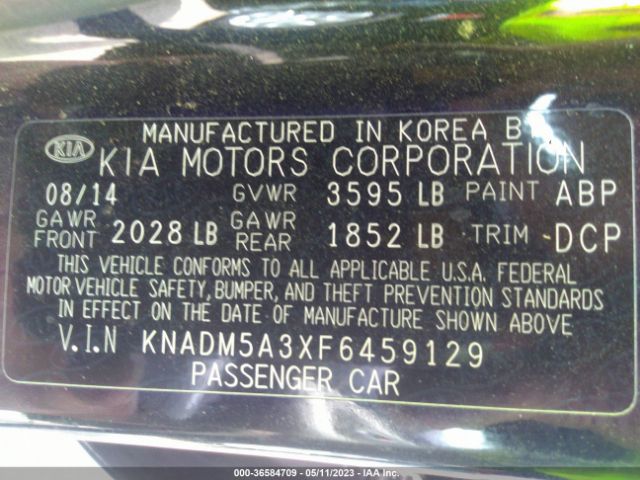 MANUFACTURED IN KOREA BY
KIA KIA MOTORS CORPORATION
08/14 GVWR 3595 LB PAINT ABP
GAWR FRONT 2028 LB GAWR REAR 1852 LB TRIM DCP
THIS VEHICLE CONFORMS TO ALL APPLICABLE U.S.A. FEDERAL
MOTOR VEHICLE SAFETY, BUMPER, AND THEFT PREVENTION STANDARDS
IN EFFECT ON THE DATE OF MANUFACTURE SHOWN ABOVE
V.I.N KNADM5A3XF6459129
PASSENGER CAR
000-36584709 - 05/11/2023 - IAA Inc.